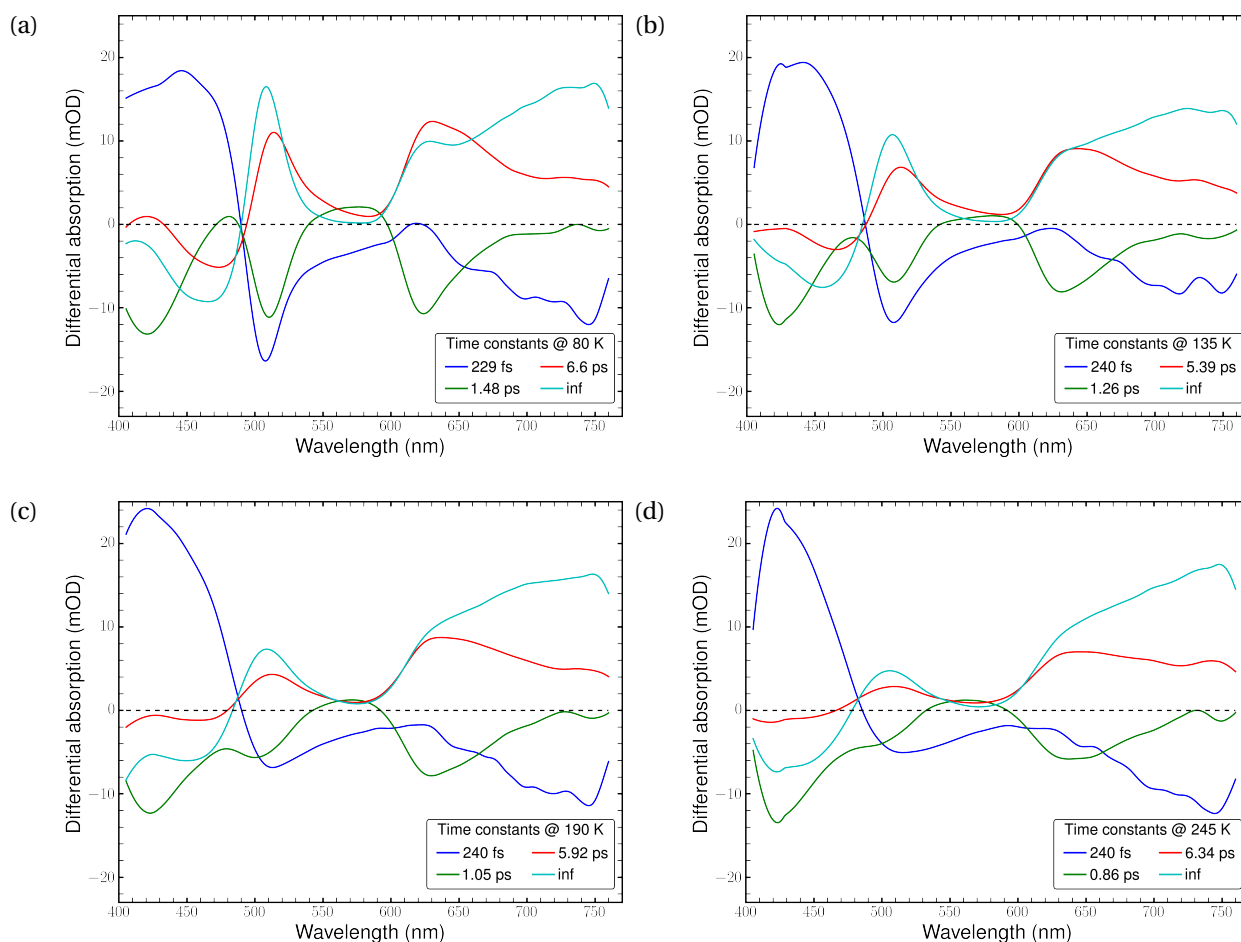 (a)
Differential absorption (mOD)
20
10
0
−10
−20
Time constants @ 80 K
229 fs 6.6 ps
1.48 ps inf
400 450 500 550 600 650 700 750
Wavelength (nm)
(b)
Differential absorption (mOD)
20
10
0
−10
−20
Time constants @ 135 K
240 fs 5.39 ps
1.26 ps inf
400 450 500 550 600 650 700 750
Wavelength (nm)
(c)
Differential absorption (mOD)
20
10
0
−10
−20
Time constants @ 190 K
240 fs 5.92 ps
1.05 ps inf
400 450 500 550 600 650 700 750
Wavelength (nm)
(d)
Differential absorption (mOD)
20
10
0
−10
−20
Time constants @ 245 K
240 fs 6.34 ps
0.86 ps inf
400 450 500 550 600 650 700 750
Wavelength (nm)